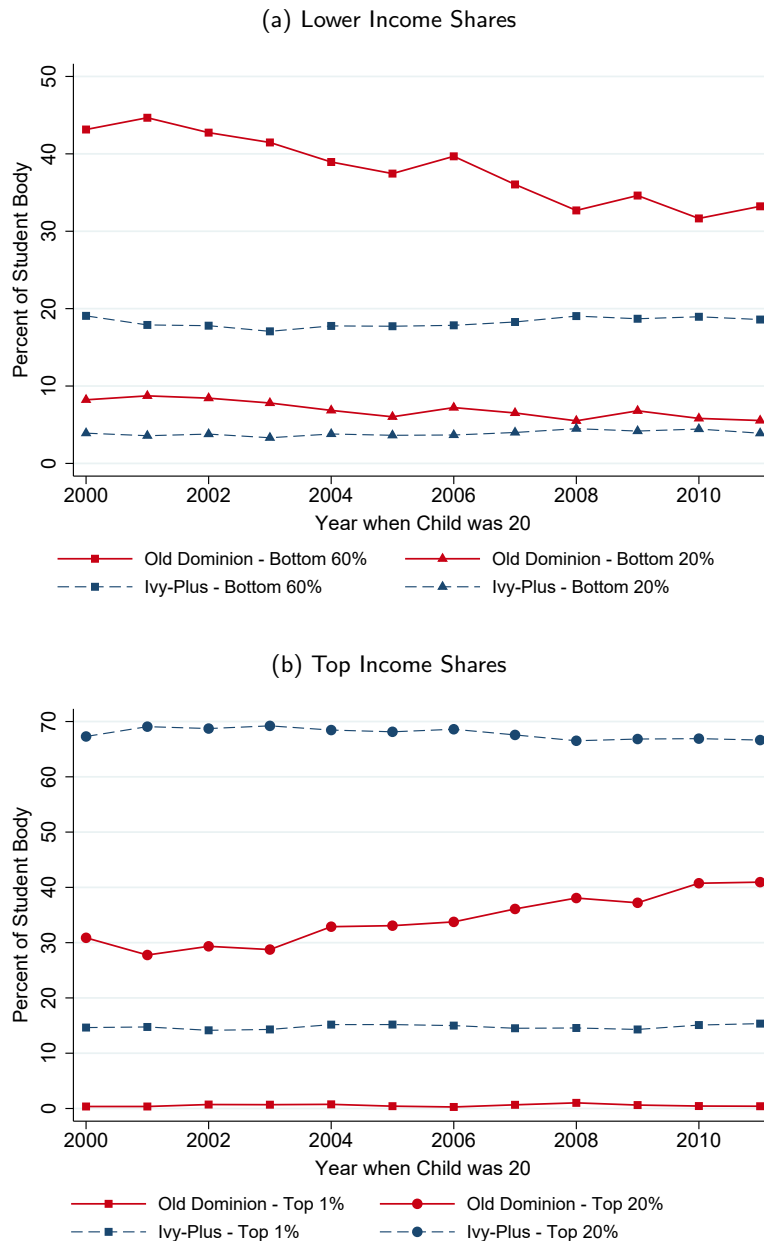 (a) Lower Income Shares
50
40
30
20
10
0
Percent of Student Body
2000 2002 2004 2006 2008 2010
Year when Child was 20
Old Dominion - Bottom 60% Old Dominion - Bottom 20%
Ivy-Plus - Bottom 60% Ivy-Plus - Bottom 20%
(b) Top Income Shares
70
60
50
40
30
20
10
0
Percent of Student Body
2000 2002 2004 2006 2008 2010
Year when Child was 20
Old Dominion - Top 1% Old Dominion - Top 20%
Ivy-Plus - Top 1% Ivy-Plus - Top 20%